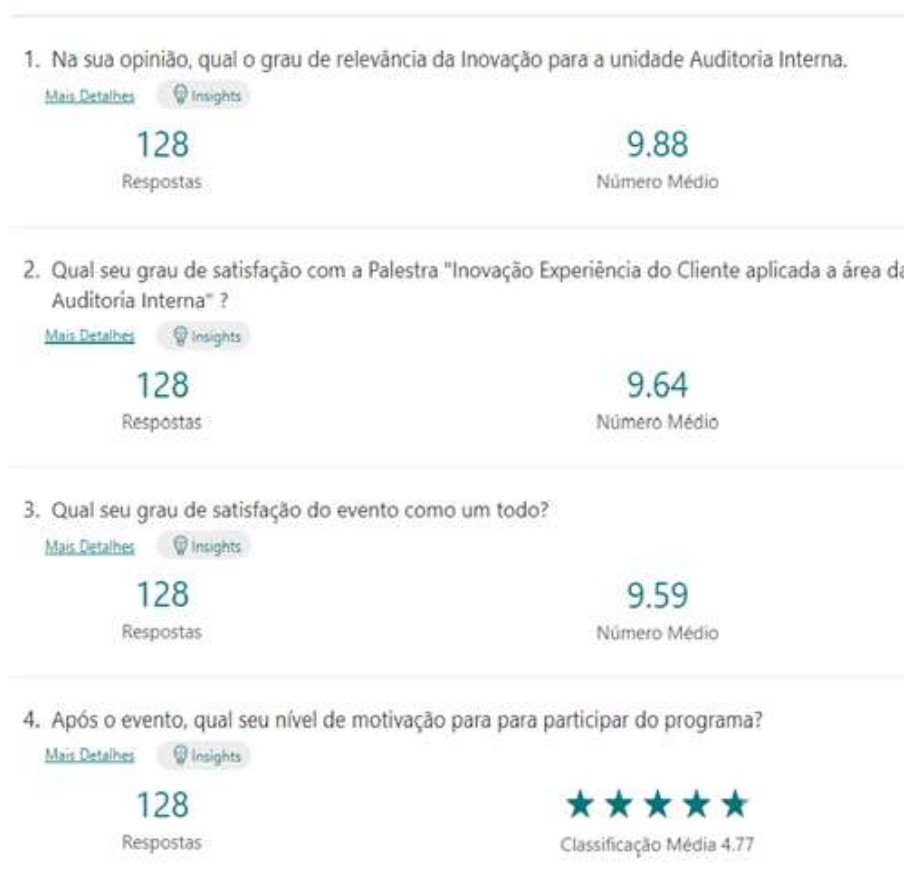 1. Na sua opinião, qual o grau de relevância da Inovação para a unidade Auditoria Interna.
Mais Detalhes Insights
128 9.88
Respostas Número Médio
2. Qual seu grau de satisfação com a Palestra "Inovação Experiência do Cliente aplicada a área da
Auditoria Interna" ?
Mais Detalhes Insights
128 9.64
Respostas Número Médio
3. Qual seu grau de satisfação do evento como um todo?
Mais Detalhes Insights
128 9.59
Respostas Número Médio
4. Após o evento, qual seu nível de motivação para para participar do programa?
Mais Detalhes Insights
128
Respostas Classificação Média 4.77